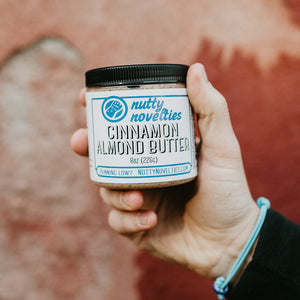 nutty
novelties
CINNAMON
ALMOND BUTTER
8oz (226g)
RUNNING LOW? NUTTYNOVELTIES.COM